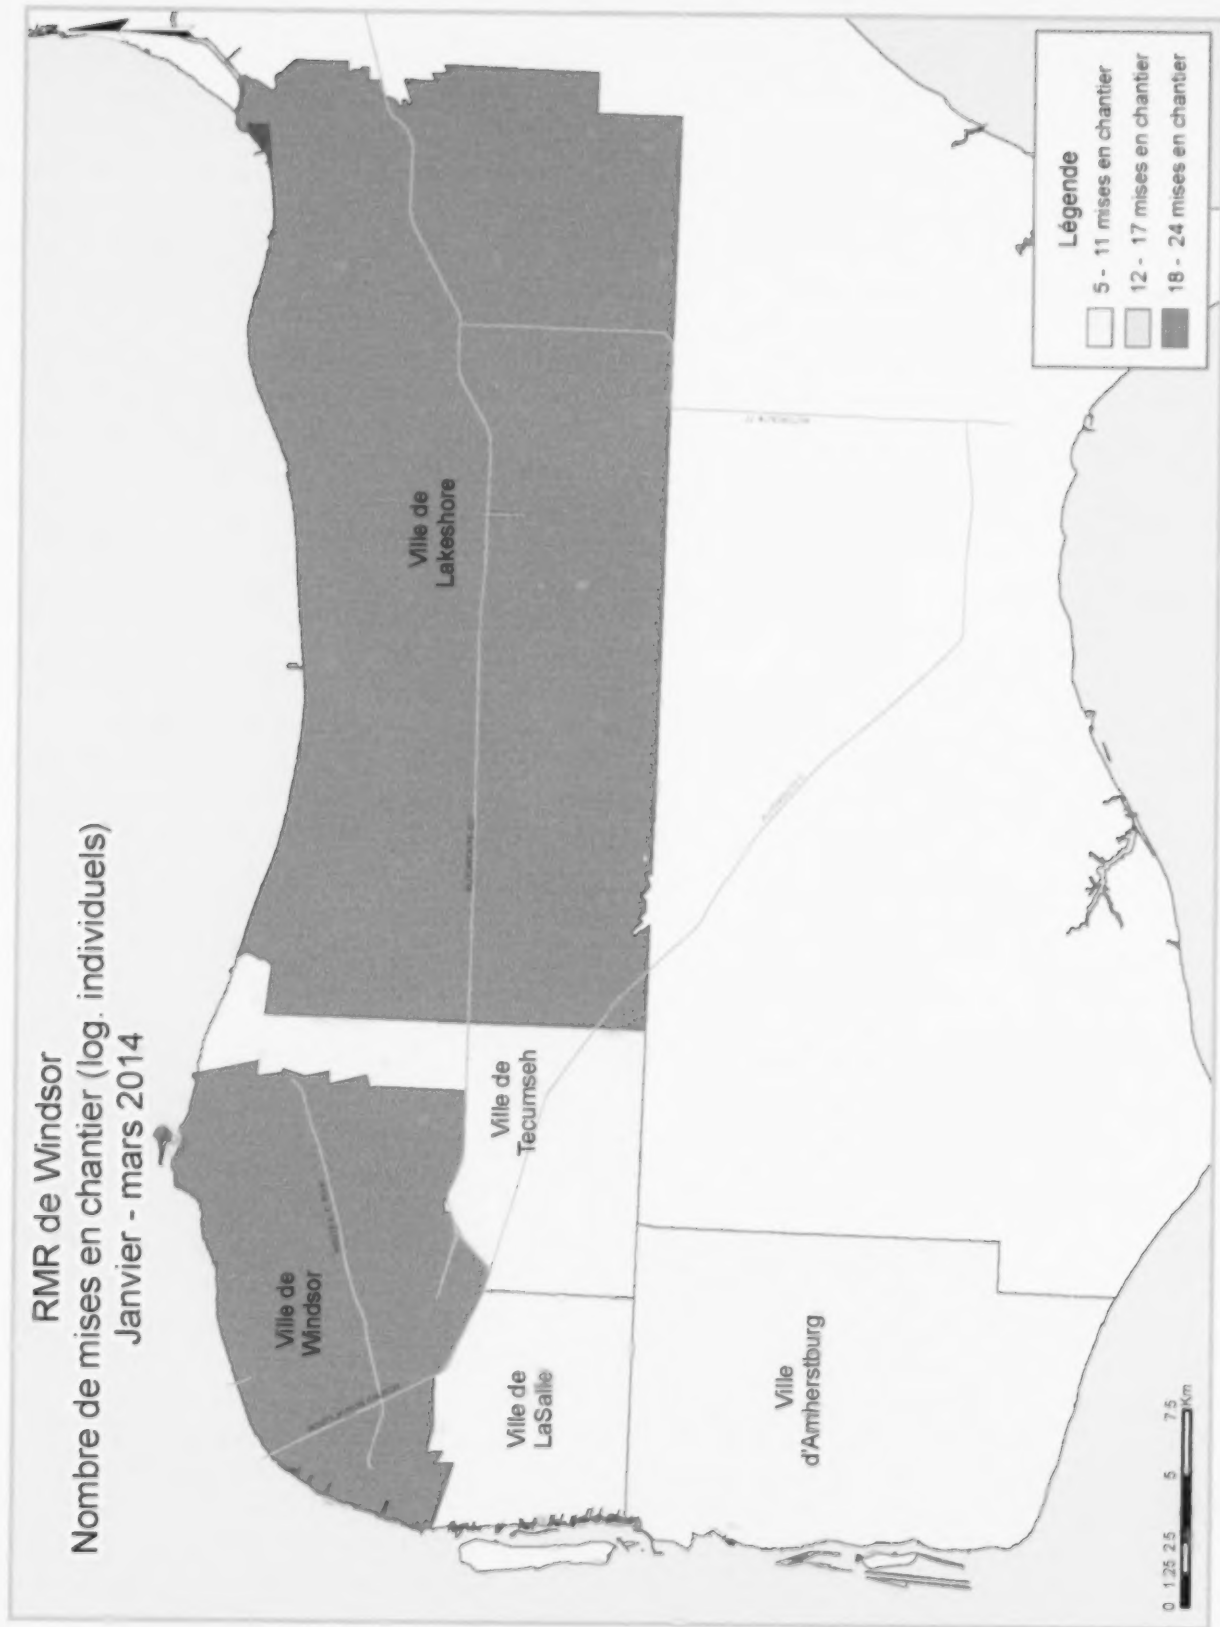 RMR de Windsor
Nombre de mises en chantier (log. individuels)
Janvier - mars 2014
Ville de
Windsor
Ville de
Lakeshore
Ville de
Tecumseh
Ville de
LaSalle
Ville
d'Amherstburg
Légende
5 - 11 mises en chantier
12 - 17 mises en chantier
18 - 24 mises en chantier
0 1.25 2.5 5 7.5
Km